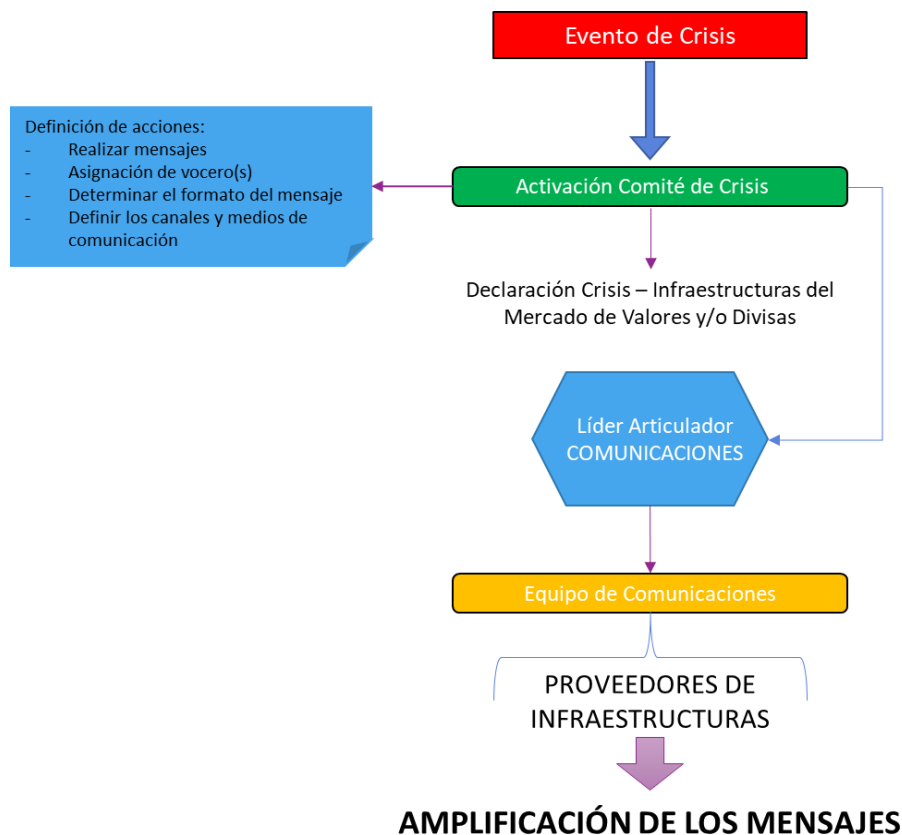 Evento de Crisis
Definición de acciones:
- Realizar mensajes
- Asignación de vocero(s)
- Determinar el formato del mensaje
- Definir los canales y medios de
comunicación
Activación Comité de Crisis
Declaración Crisis – Infraestructuras del
Mercado de Valores y/o Divisas
Líder Articulador
COMUNICACIONES
Equipo de Comunicaciones
PROVEEDORES DE
INFRAESTRUCTURAS
AMPLIFICACIÓN DE LOS MENSAJES